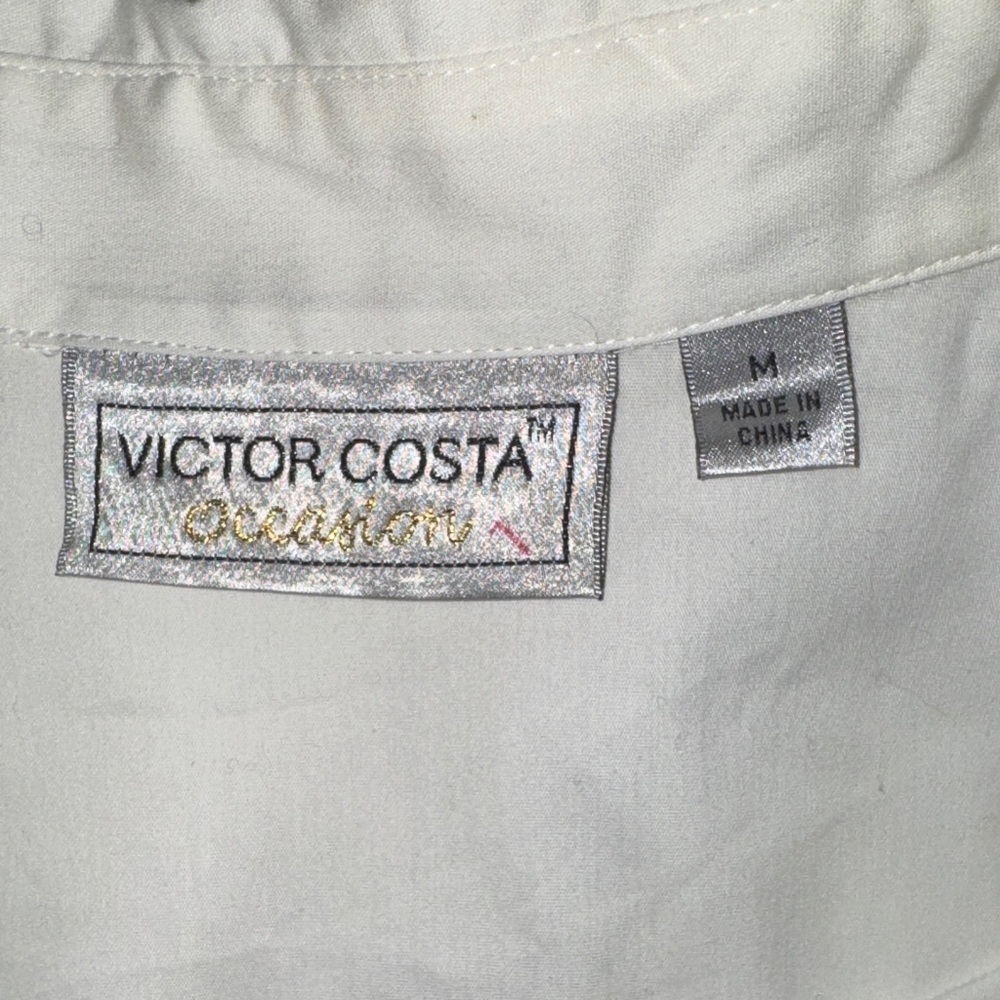 VICTOR COSTA™
Occasion
M
MADE IN
CHINA